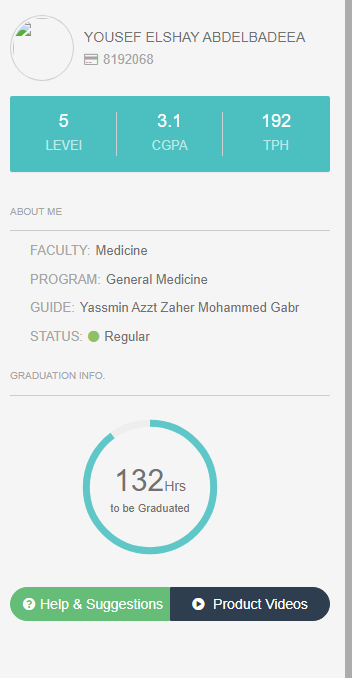 YOUSEF ELSHAY ABDELBADEEA
8192068
5 3.1 192
LEVEl CGPA TPH
ABOUT ME
FACULTY: Medicine
PROGRAM: General Medicine
GUIDE: Yassmin Azzt Zaher Mohammed Gabr
STATUS: Regular
GRADUATION INFO.
132Hrs
to be Graduated
Help & Suggestions Product Videos